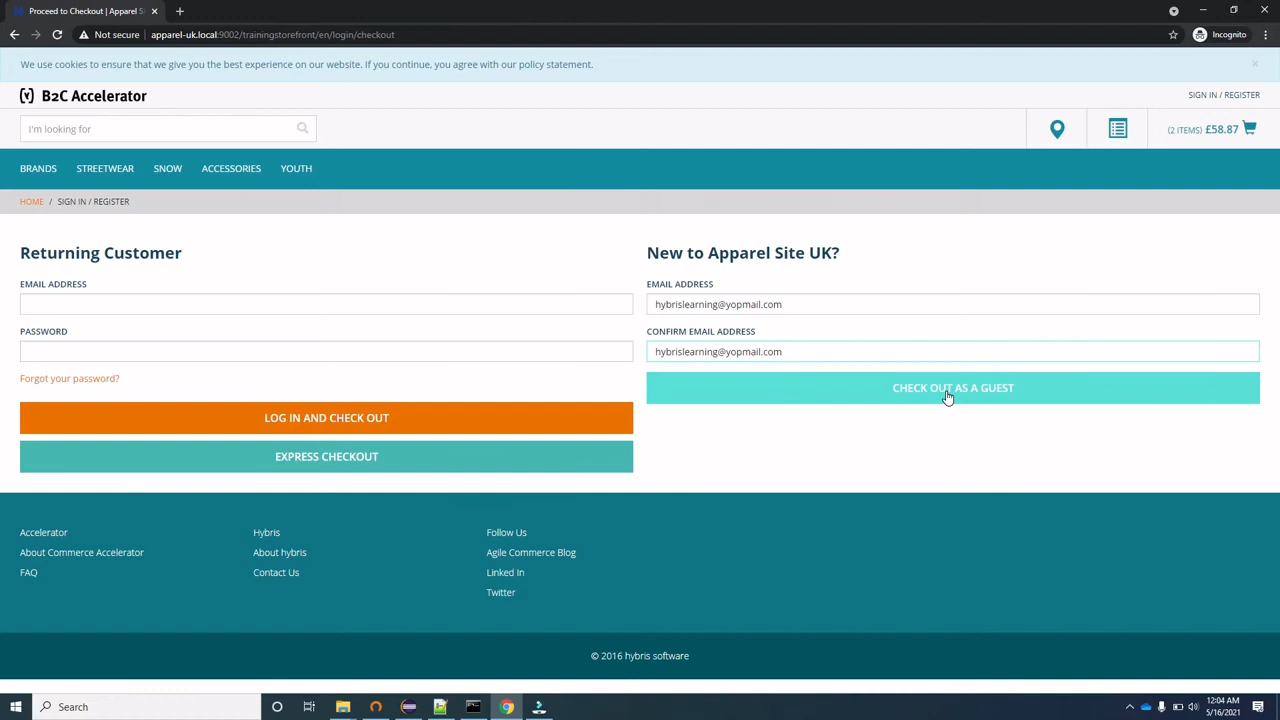 Proceed to Checkout | Apparel Si
Not secure | apparel-uk.local:9002/trainingstorefront/en/login/checkout
Incognito
We use cookies to ensure that we give you the best experience on our website. If you continue, you agree with our policy statement.
B2C Accelerator
SIGN IN / REGISTER
I'm looking for
(2 ITEMS) £58.87
BRANDS STREETWEAR SNOW ACCESSORIES YOUTH
HOME / SIGN IN / REGISTER
Returning Customer
EMAIL ADDRESS
PASSWORD
Forgot your password?
LOG IN AND CHECK OUT
EXPRESS CHECKOUT
New to Apparel Site UK?
EMAIL ADDRESS
hybrislearning@yopmail.com
CONFIRM EMAIL ADDRESS
hybrislearning@yopmail.com
CHECK OUT AS A GUEST
Accelerator
About Commerce Accelerator
FAQ
Hybris
About hybris
Contact Us
Follow Us
Agile Commerce Blog
Linked In
Twitter
© 2016 hybris software
Search
12:04 AM
5/16/2021